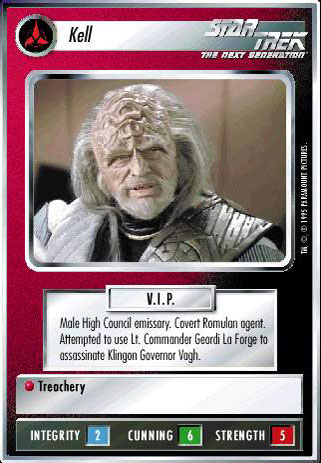 Kell
STAR TREK
THE NEXT GENERATION®
TM, ® & © 1995 PARAMOUNT PICTURES.
V.I.P.
Male High Council emissary. Covert Romulan agent.
Attempted to use Lt. Commander Geordi La Forge to
assassinate Klingon Governor Vagh.
Treachery
INTEGRITY 2 CUNNING 6 STRENGTH 5